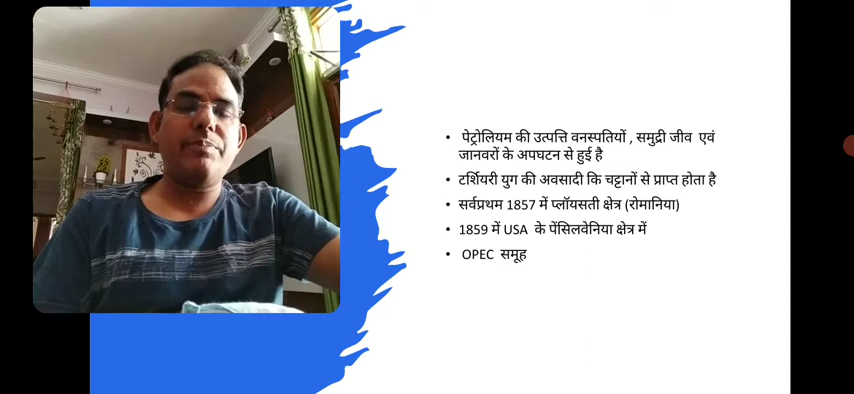 • पेट्रोलियम की उत्पत्ति वनस्पतियों , समुद्री जीव एवं
जानवरों के अपघटन से हुई है
• टर्शियरी युग की अवसादी कि चट्टानों से प्राप्त होता है
• सर्वप्रथम 1857 में प्लॉयसती क्षेत्र (रोमानिया)
• 1859 में USA के पेंसिलवेनिया क्षेत्र में
• OPEC समूह